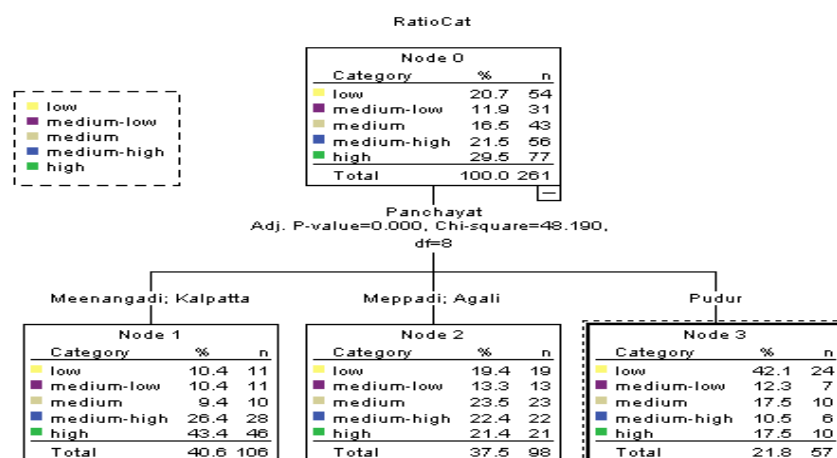 RatioCat
Node 0
Category % n
low 20.7 54
medium-low 11.9 31
medium 16.5 43
medium-high 21.5 56
high 29.5 77
Total 100.0 261
low
medium-low
medium
medium-high
high
Panchayat
Adj. P-value=0.000, Chi-square=48.190,
df=8
Meenangadi; Kalpatta
Meppadi; Agali
Pudur
Node 1
Category % n
low 10.4 11
medium-low 10.4 11
medium 9.4 10
medium-high 26.4 28
high 43.4 46
Total 40.6 106
Node 2
Category % n
low 19.4 19
medium-low 13.3 13
medium 23.5 23
medium-high 22.4 22
high 21.4 21
Total 37.5 98
Node 3
Category % n
low 42.1 24
medium-low 12.3 7
medium 17.5 10
medium-high 10.5 6
high 17.5 10
Total 21.8 57